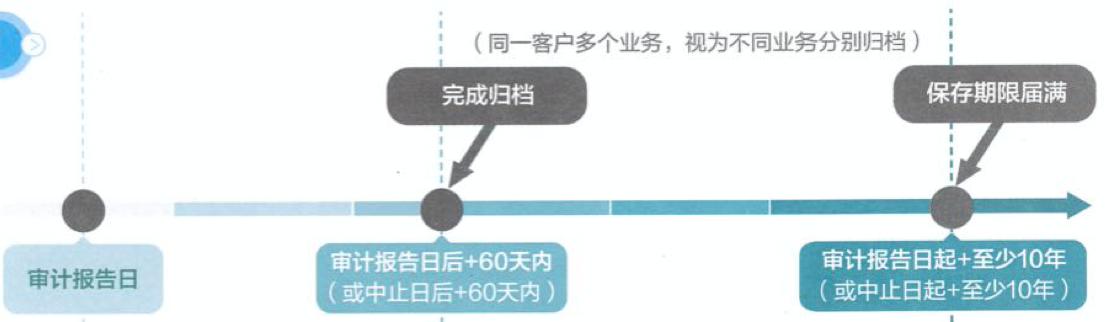 （同一客户多个业务，视为不同业务分别归档）
完成归档
保存期限届满
审计报告日
审计报告日后+60天内
（或中止日后+60天内）
审计报告日起+至少10年
（或中止日起+至少10年）